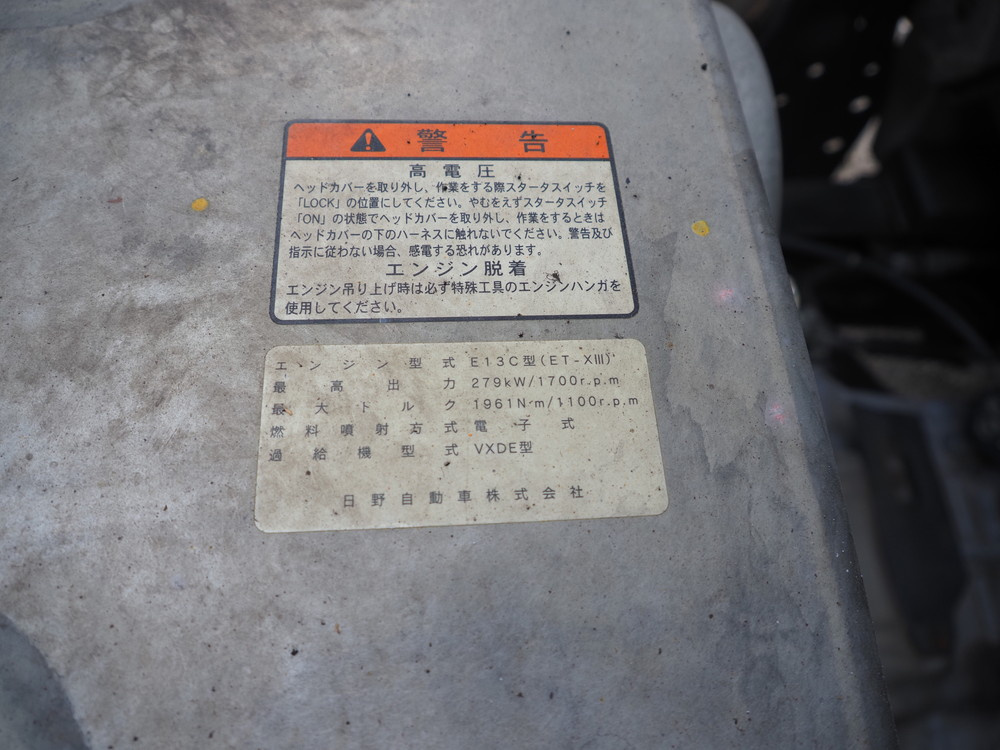 警告
高電圧
ヘッドカバーを取り外し、作業をする際スタータスイッチを
「LOCK」の位置にしてください。やむをえずスタータスイッチ
「ON」の状態でヘッドカバーを取り外し、作業をするときは
ヘッドカバーの下のハーネスに触れないでください。警告及び
指示に従わない場合、感電する恐れがあります。
エンジン脱着
エンジン吊り上げ時は必ず特殊工具のエンジンハンガを
使用してください。
エンジン型式 E13C型(ET-XIII)
最高出力 279kW/1700r.p.m
最大トルク 1961N·m/1100r.p.m
燃料噴射方式 電子式
過給機型式 VXDE型
日野自動車株式会社